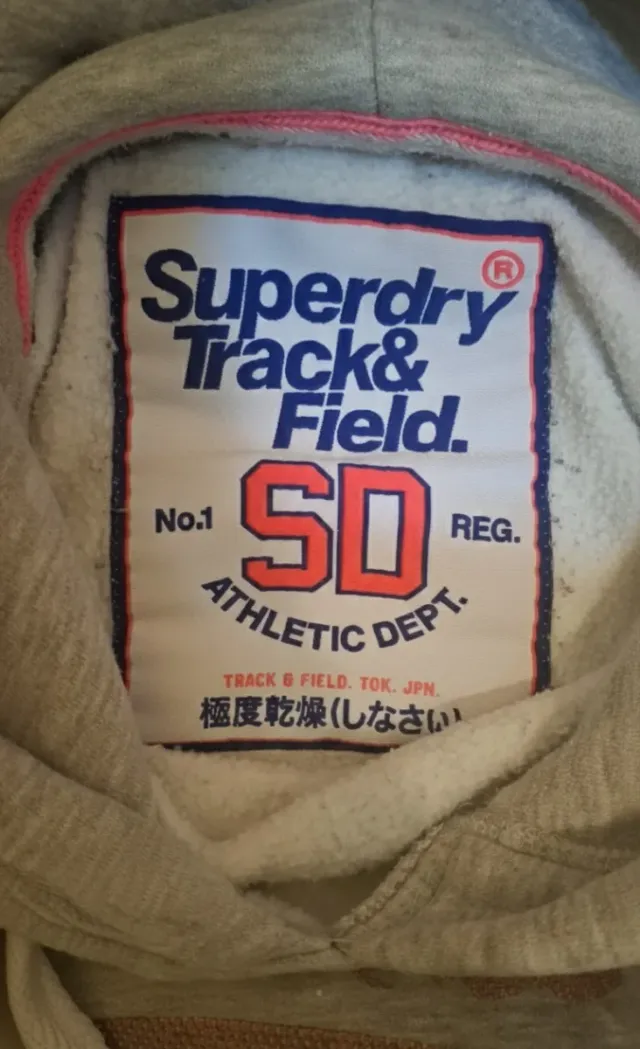 Superdry®
Track&
Field.
No.1 SD REG.
ATHLETIC DEPT.
TRACK & FIELD. TOK. JPN.
極度乾燥(しなさい)